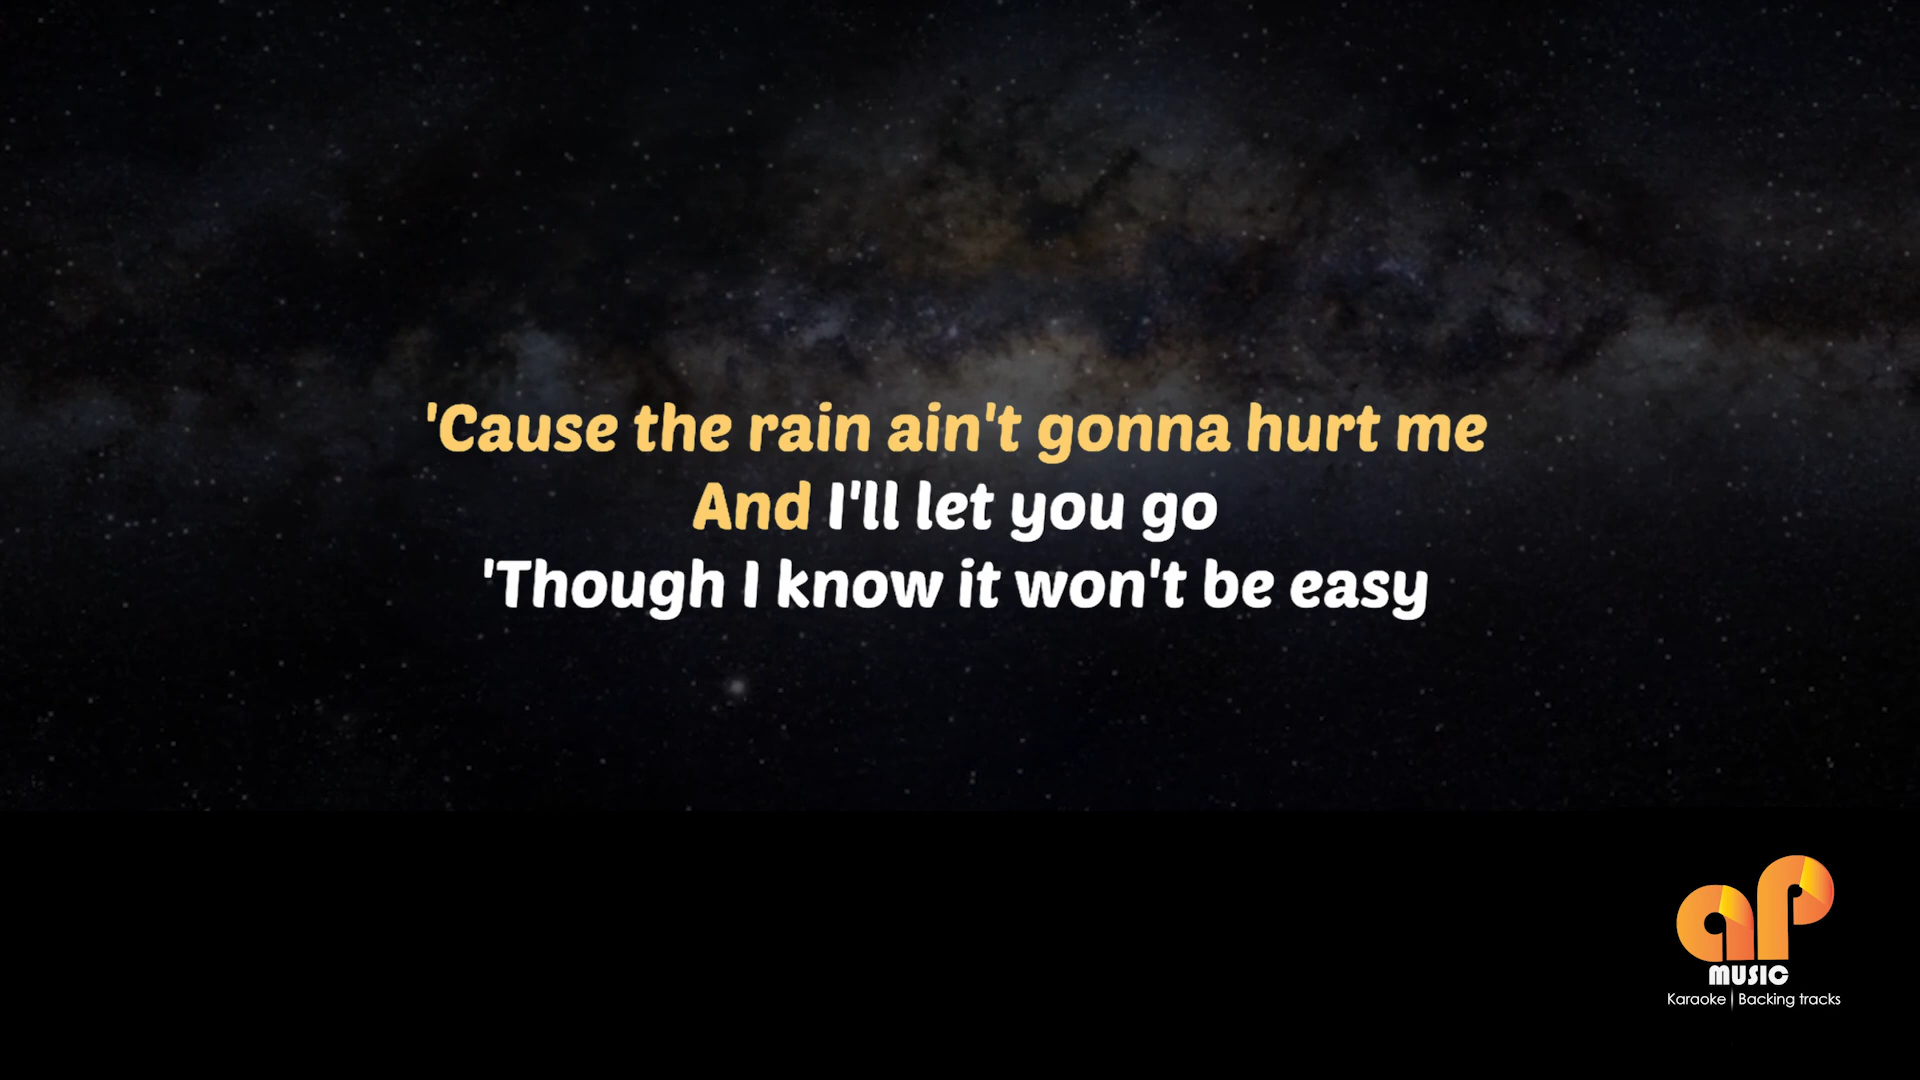 'Cause the rain ain't gonna hurt me
And I'll let you go
'Though I know it won't be easy
aP
MUSIC
Karaoke | Backing tracks